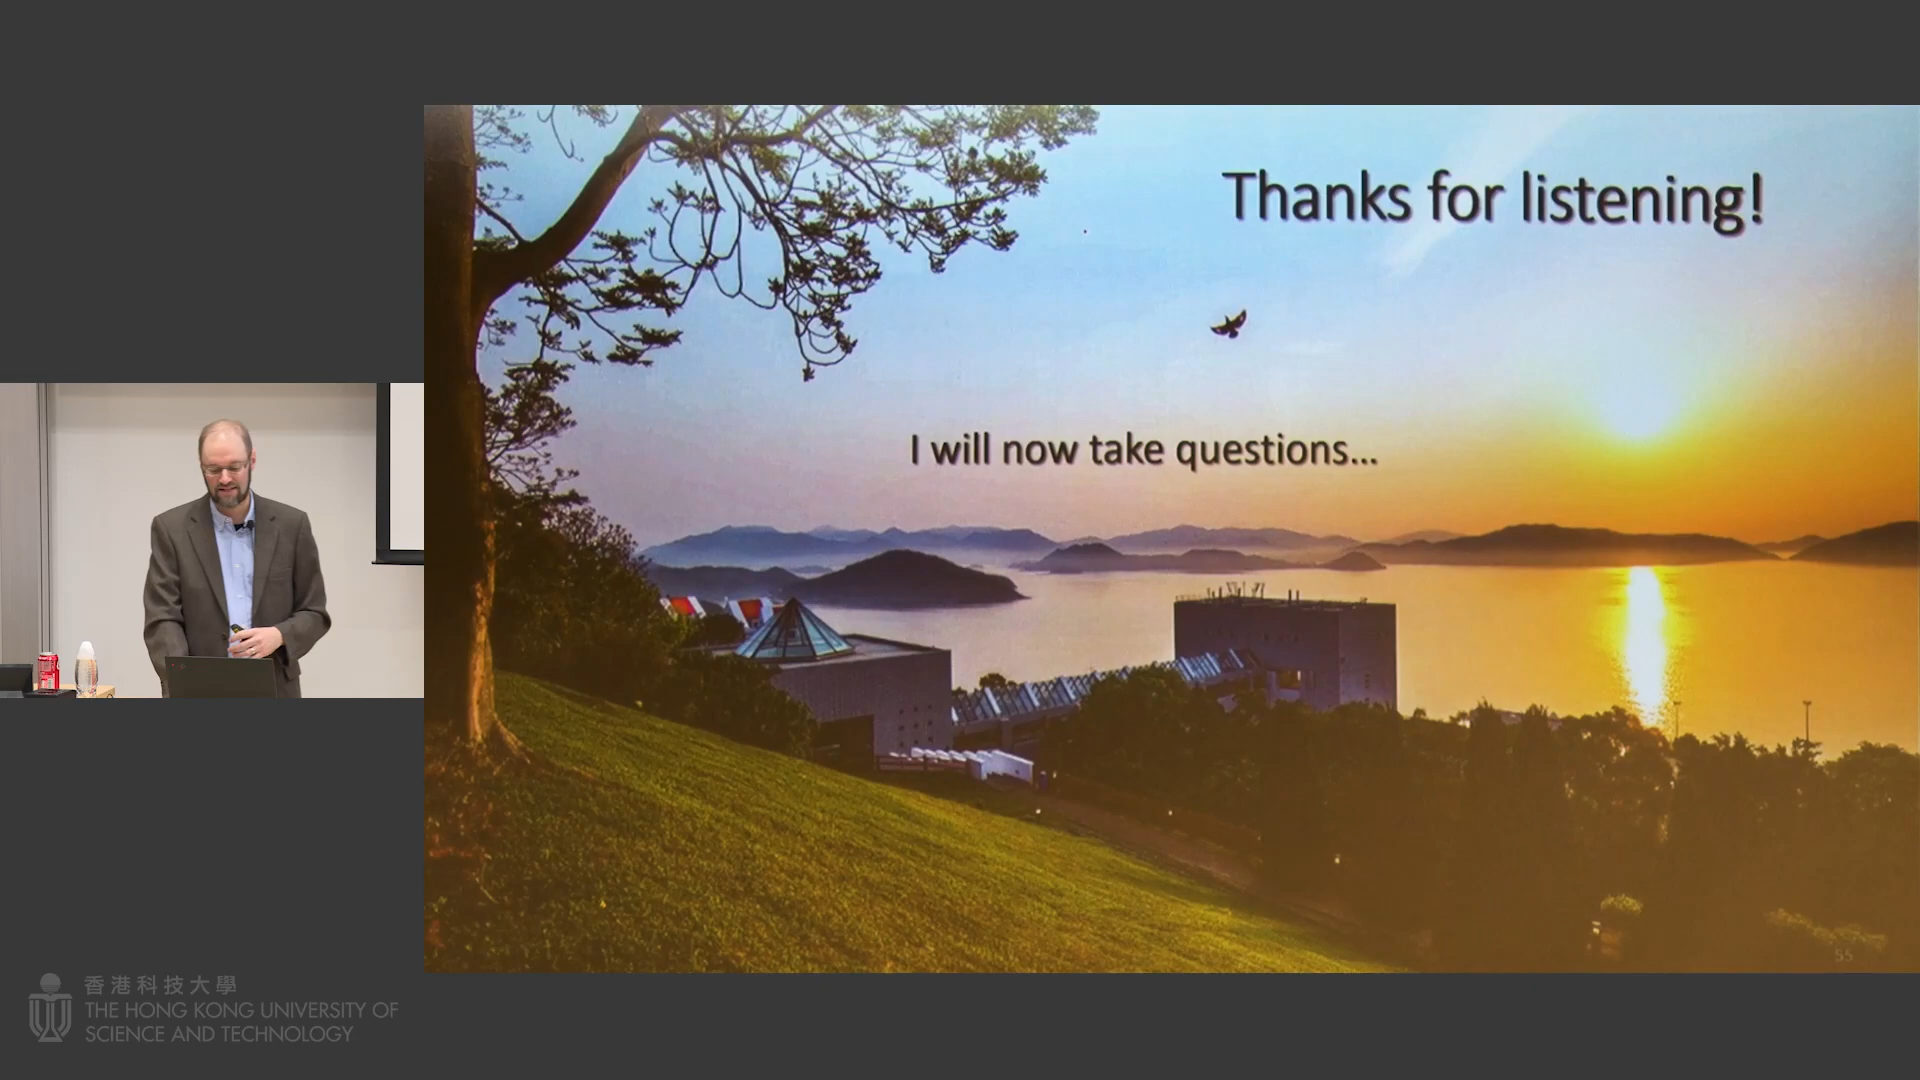 Thanks for listening!
I will now take questions...
55
香港科技大學
THE HONG KONG UNIVERSITY OF
SCIENCE AND TECHNOLOGY